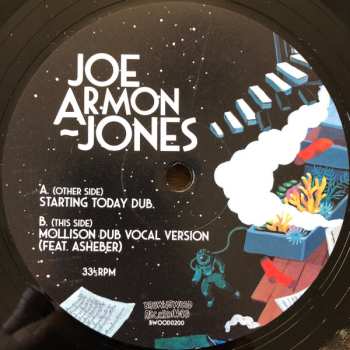 JOE
ARMON
~JONES
A. (OTHER SIDE)
STARTING TODAY DUB.
B. (THIS SIDE)
MOLLISON DUB VOCAL VERSION
(FEAT. ASHEBER)
33⅓RPM
BROWNSWOOD
RECORDINGS
BWOOD0200